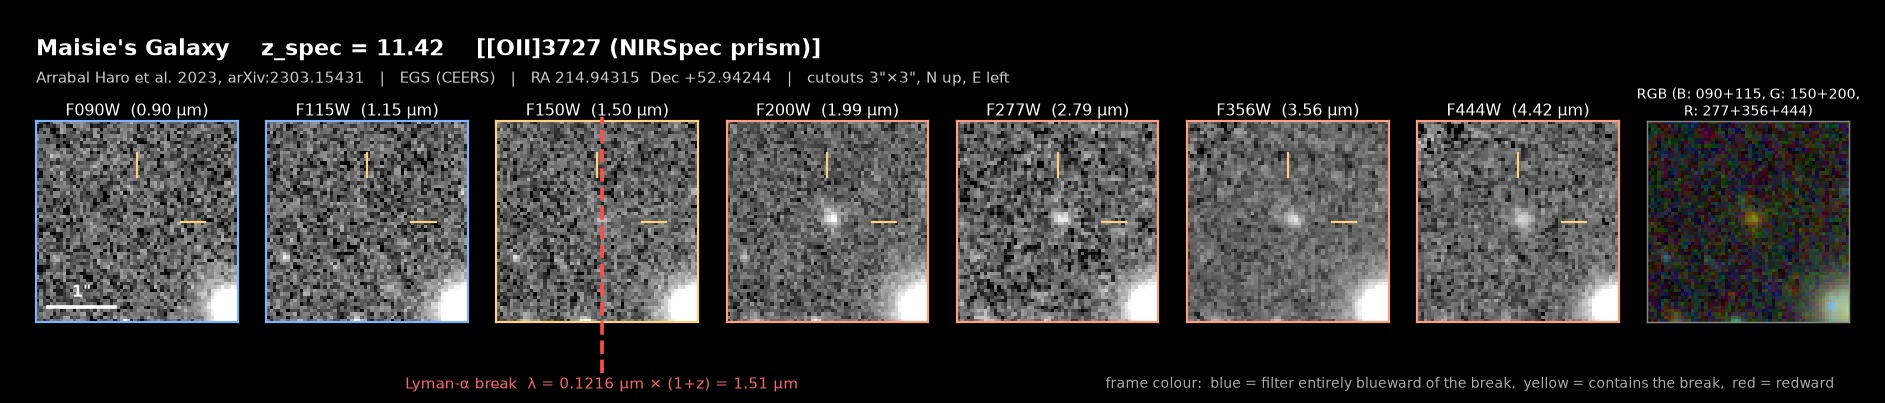 Maisie's Galaxy z_spec = 11.42 [[OII]3727 (NIRSpec prism)]
Arrabal Haro et al. 2023, arXiv:2303.15431 | EGS (CEERS) | RA 214.94315 Dec +52.94244 | cutouts 3"×3", N up, E left
F090W (0.90 μm)
F115W (1.15 μm)
F150W (1.50 μm)
F200W (1.99 μm)
F277W (2.79 μm)
F356W (3.56 μm)
F444W (4.42 μm)
RGB (B: 090+115, G: 150+200,
R: 277+356+444)
1"
Lyman-α break λ = 0.1216 μm × (1+z) = 1.51 μm
frame colour: blue = filter entirely blueward of the break, yellow = contains the break, red = redward